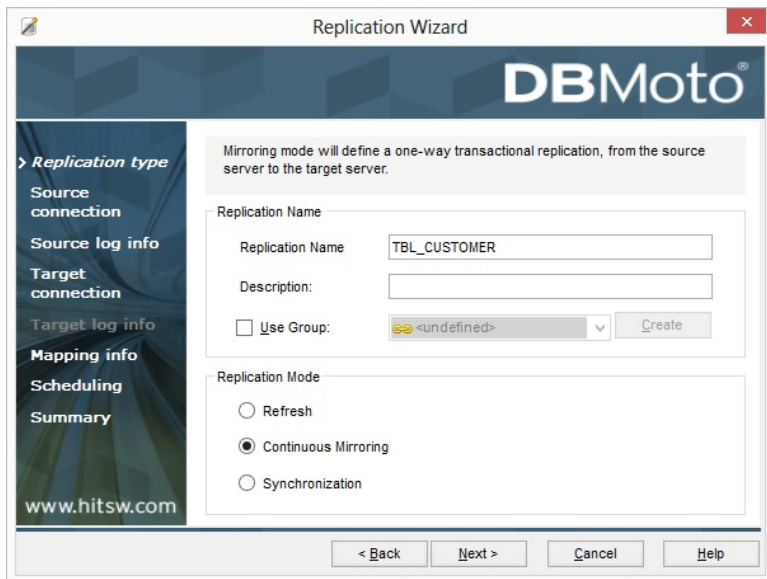 Replication Wizard
DBMoto®
Replication type
Source
connection
Source log info
Target
connection
Target log info
Mapping info
Scheduling
Summary
www.hitsw.com
Mirroring mode will define a one-way transactional replication, from the source
server to the target server.
Replication Name
Replication Name
TBL_CUSTOMER
Description:
Use Group:
<undefined>
Create
Replication Mode
Refresh
Continuous Mirroring
Synchronization
< Back
Next >
Cancel
Help